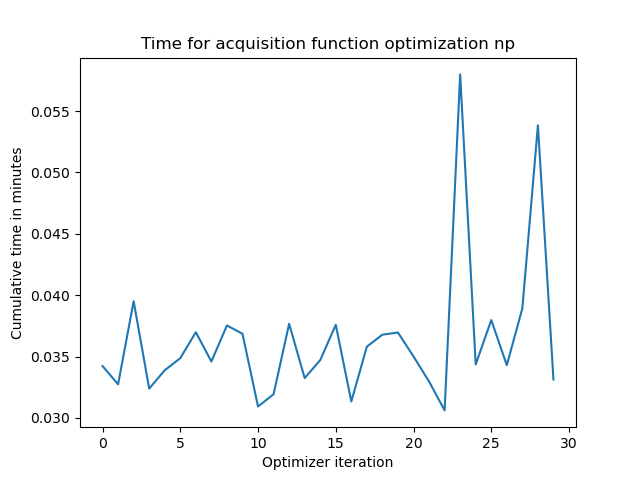 Time for acquisition function optimization np
Cumulative time in minutes
0.055
0.050
0.045
0.040
0.035
0.030
0 5 10 15 20 25 30
Optimizer iteration